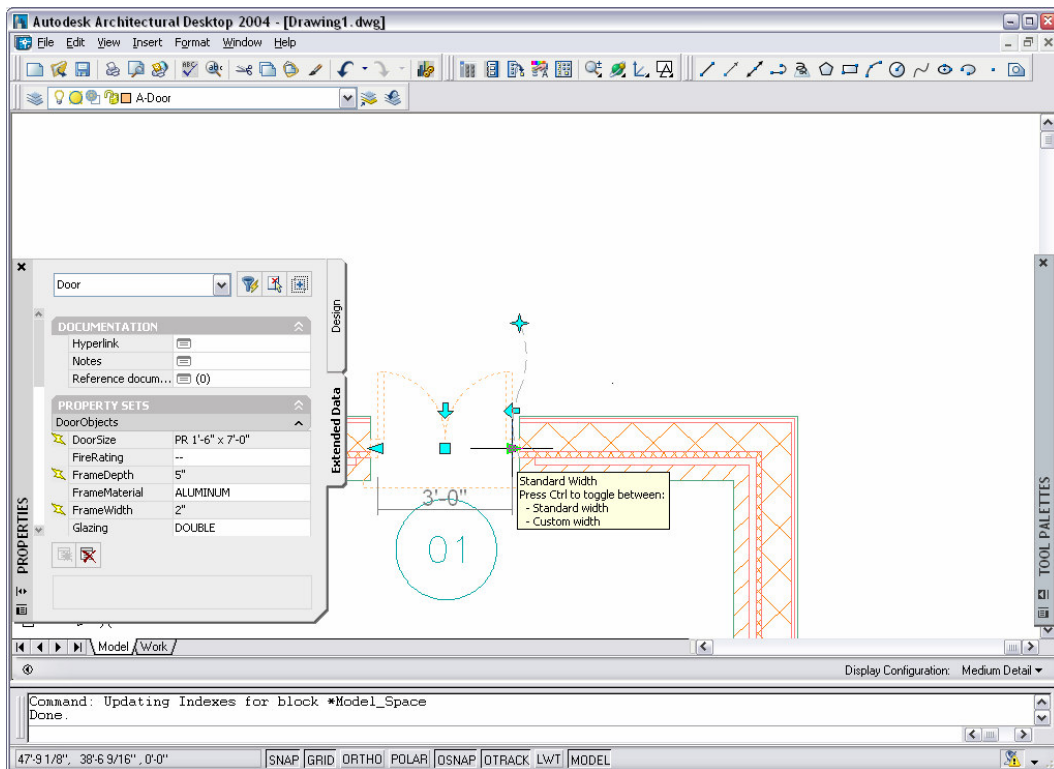 Autodesk Architectural Desktop 2004 - [Drawing1.dwg]
File Edit View Insert Format Window Help
ABC
A-Door
Door
DOCUMENTATION
Hyperlink
Notes
Reference docum... (0)
PROPERTY SETS
DoorObjects
DoorSize PR 1'-6" x 7'-0"
FireRating --
FrameDepth 5"
FrameMaterial ALUMINUM
FrameWidth 2"
Glazing DOUBLE
Design
Extended Data
PROPERTIES
3'-0"
01
Standard Width
Press Ctrl to toggle between:
- Standard width
- Custom width
TOOL PALETTES
Model Work
Display Configuration: Medium Detail
Command: Updating Indexes for block *Model_Space
Done.
47'-9 1/8", 38'-6 9/16", 0'-0"
SNAP GRID ORTHO POLAR OSNAP OTRACK LWT MODEL